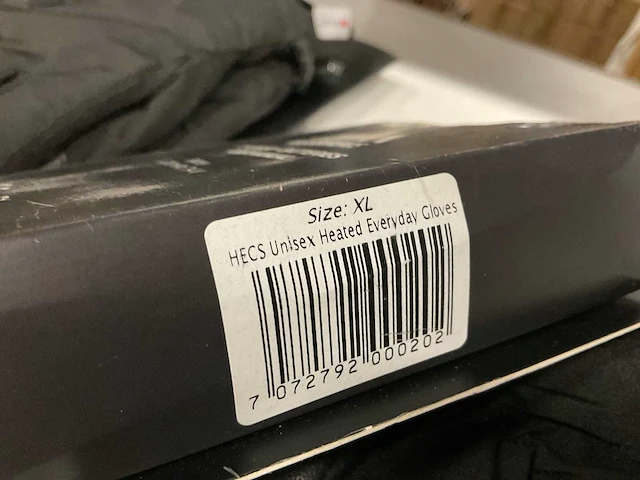 Size: XL
HECS Unisex Heated Everyday Gloves
7 072792 000202